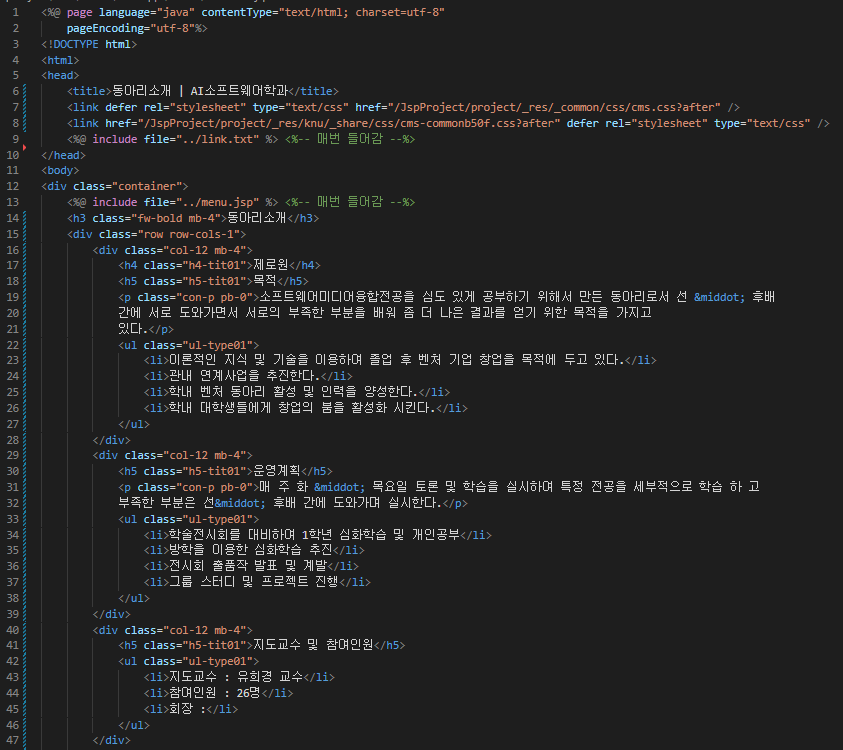 1 <%@ page language="java" contentType="text/html; charset=utf-8"
2 pageEncoding="utf-8"%>
3 <!DOCTYPE html>
4 <html>
5 <head>
6 <title>동아리소개 | AI소프트웨어학과</title>
7 <link defer rel="stylesheet" type="text/css" href="/JspProject/project/_res/_common/css/cms.css?after" />
8 <link href="/JspProject/project/_res/knu/_share/css/cms-commonb50f.css?after" defer rel="stylesheet" type="text/css" />
9 <%@ include file="../link.txt" %> <%-- 매번 들어감 --%>
10 </head>
11 <body>
12 <div class="container">
13 <%@ include file="../menu.jsp" %> <%-- 매번 들어감 --%>
14 <h3 class="fw-bold mb-4">동아리소개</h3>
15 <div class="row row-cols-1">
16 <div class="col-12 mb-4">
17 <h4 class="h4-tit01">제로원</h4>
18 <h5 class="h5-tit01">목적</h5>
19 <p class="con-p pb-0">소프트웨어미디어융합전공을 심도 있게 공부하기 위해서 만든 동아리로서 선 &middot; 후배
20 간에 서로 도와가면서 서로의 부족한 부분을 배워 좀 더 나은 결과를 얻기 위한 목적을 가지고
21 있다.</p>
22 <ul class="ul-type01">
23 <li>이론적인 지식 및 기술을 이용하여 졸업 후 벤처 기업 창업을 목적에 두고 있다.</li>
24 <li>관내 연계사업을 추진한다.</li>
25 <li>학내 벤처 동아리 활성 및 인력을 양성한다.</li>
26 <li>학내 대학생들에게 창업의 붐을 활성화 시킨다.</li>
27 </ul>
28 </div>
29 <div class="col-12 mb-4">
30 <h5 class="h5-tit01">운영계획</h5>
31 <p class="con-p pb-0">매 주 화 &middot; 목요일 토론 및 학습을 실시하며 특정 전공을 세부적으로 학습 하 고
32 부족한 부분은 선&middot; 후배 간에 도와가며 실시한다.</p>
33 <ul class="ul-type01">
34 <li>학술전시회를 대비하여 1학년 심화학습 및 개인공부</li>
35 <li>방학을 이용한 심화학습 추진</li>
36 <li>전시회 출품작 발표 및 계발</li>
37 <li>그룹 스터디 및 프로젝트 진행</li>
38 </ul>
39 </div>
40 <div class="col-12 mb-4">
41 <h5 class="h5-tit01">지도교수 및 참여인원</h5>
42 <ul class="ul-type01">
43 <li>지도교수 : 유희경 교수</li>
44 <li>참여인원 : 26명</li>
45 <li>회장 :</li>
46 </ul>
47 </div>